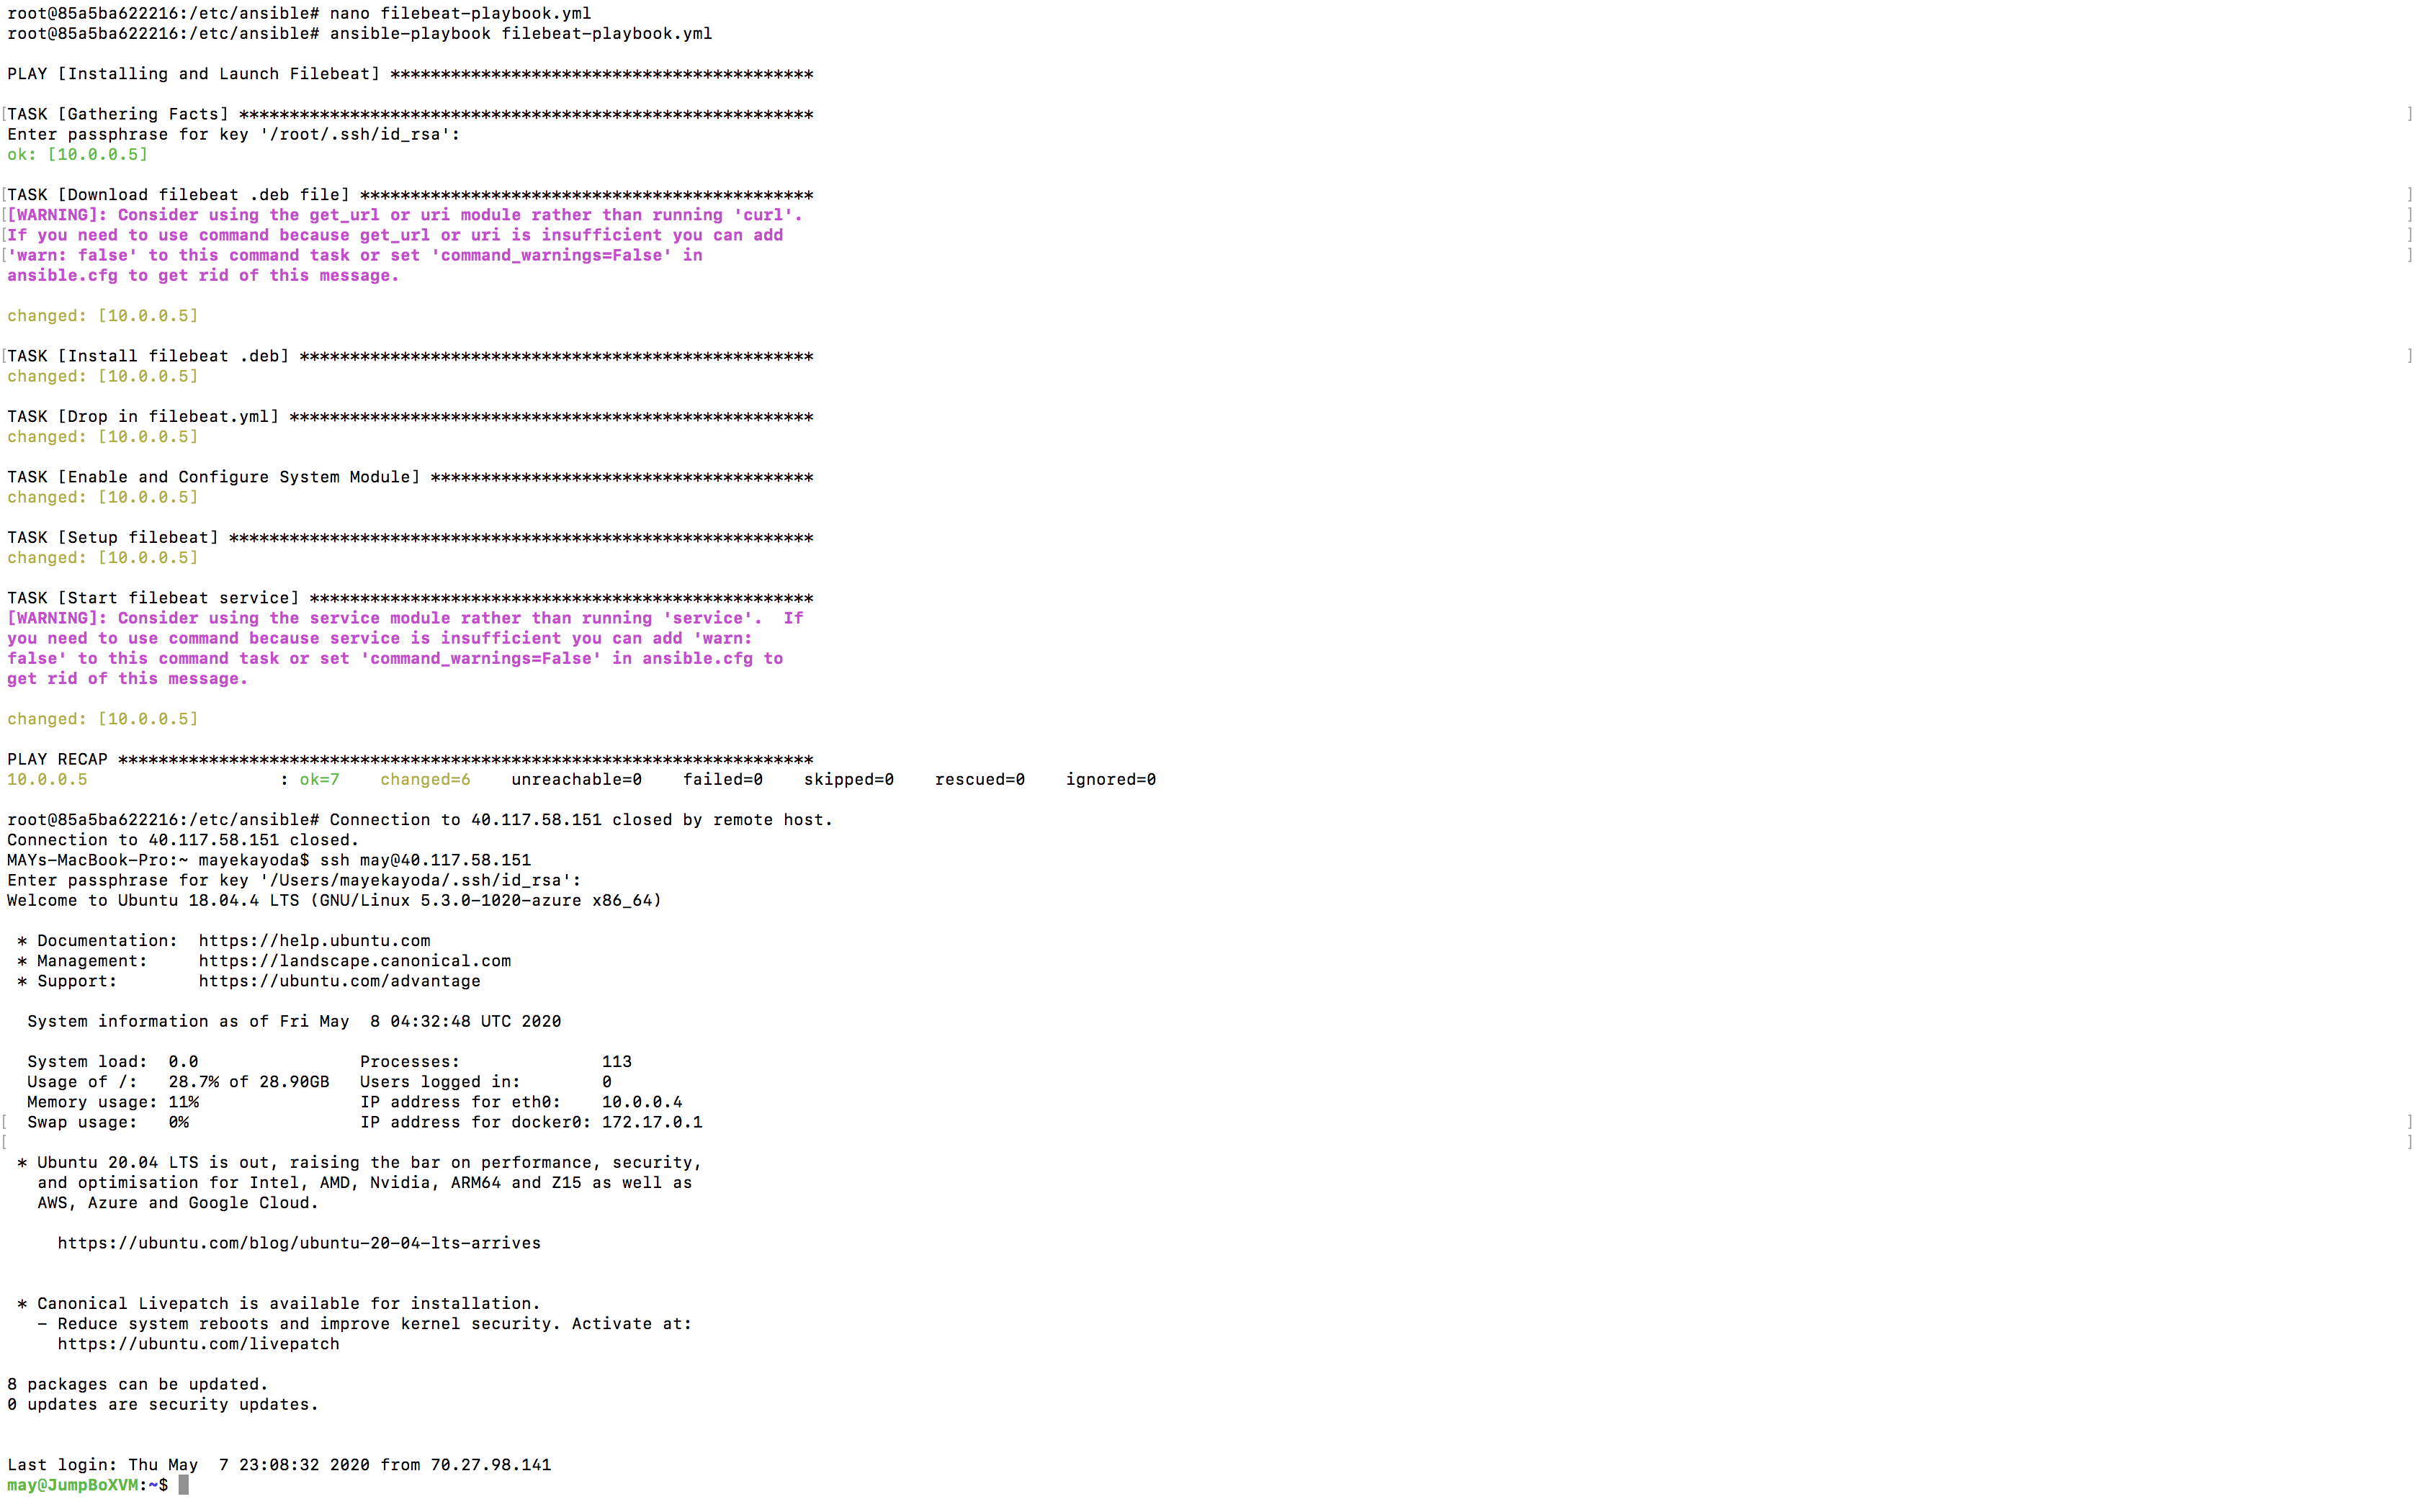 root@85a5ba622216:/etc/ansible# nano filebeat-playbook.yml
root@85a5ba622216:/etc/ansible# ansible-playbook filebeat-playbook.yml
PLAY [Installing and Launch Filebeat] ******************************************
[TASK [Gathering Facts] ********************************************************* ]
Enter passphrase for key '/root/.ssh/id_rsa':
ok: [10.0.0.5]
[TASK [Download filebeat .deb file] ********************************************* ]
[[WARNING]: Consider using the get_url or uri module rather than running 'curl'. ]
[If you need to use command because get_url or uri is insufficient you can add ]
['warn: false' to this command task or set 'command_warnings=False' in ]
ansible.cfg to get rid of this message.
changed: [10.0.0.5]
[TASK [Install filebeat .deb] *************************************************** ]
changed: [10.0.0.5]
TASK [Drop in filebeat.yml] ****************************************************
changed: [10.0.0.5]
TASK [Enable and Configure System Module] **************************************
changed: [10.0.0.5]
TASK [Setup filebeat] **********************************************************
changed: [10.0.0.5]
TASK [Start filebeat service] **************************************************
[WARNING]: Consider using the service module rather than running 'service'.  If
you need to use command because service is insufficient you can add 'warn:
false' to this command task or set 'command_warnings=False' in ansible.cfg to
get rid of this message.
changed: [10.0.0.5]
PLAY RECAP *********************************************************************
10.0.0.5                   : ok=7    changed=6    unreachable=0    failed=0    skipped=0    rescued=0    ignored=0
root@85a5ba622216:/etc/ansible# Connection to 40.117.58.151 closed by remote host.
Connection to 40.117.58.151 closed.
MAYs-MacBook-Pro:~ mayekayoda$ ssh may@40.117.58.151
Enter passphrase for key '/Users/mayekayoda/.ssh/id_rsa':
Welcome to Ubuntu 18.04.4 LTS (GNU/Linux 5.3.0-1020-azure x86_64)
 * Documentation:  https://help.ubuntu.com
 * Management:     https://landscape.canonical.com
 * Support:        https://ubuntu.com/advantage
  System information as of Fri May  8 04:32:48 UTC 2020
  System load:  0.0                Processes:              113
  Usage of /:   28.7% of 28.90GB   Users logged in:        0
  Memory usage: 11%                IP address for eth0:    10.0.0.4
[ Swap usage:   0%                 IP address for docker0: 172.17.0.1 ]
[ ]
 * Ubuntu 20.04 LTS is out, raising the bar on performance, security,
   and optimisation for Intel, AMD, Nvidia, ARM64 and Z15 as well as
   AWS, Azure and Google Cloud.
     https://ubuntu.com/blog/ubuntu-20-04-lts-arrives
 * Canonical Livepatch is available for installation.
   - Reduce system reboots and improve kernel security. Activate at:
     https://ubuntu.com/livepatch
8 packages can be updated.
0 updates are security updates.
Last login: Thu May  7 23:08:32 2020 from 70.27.98.141
may@JumpBoXVM:~$